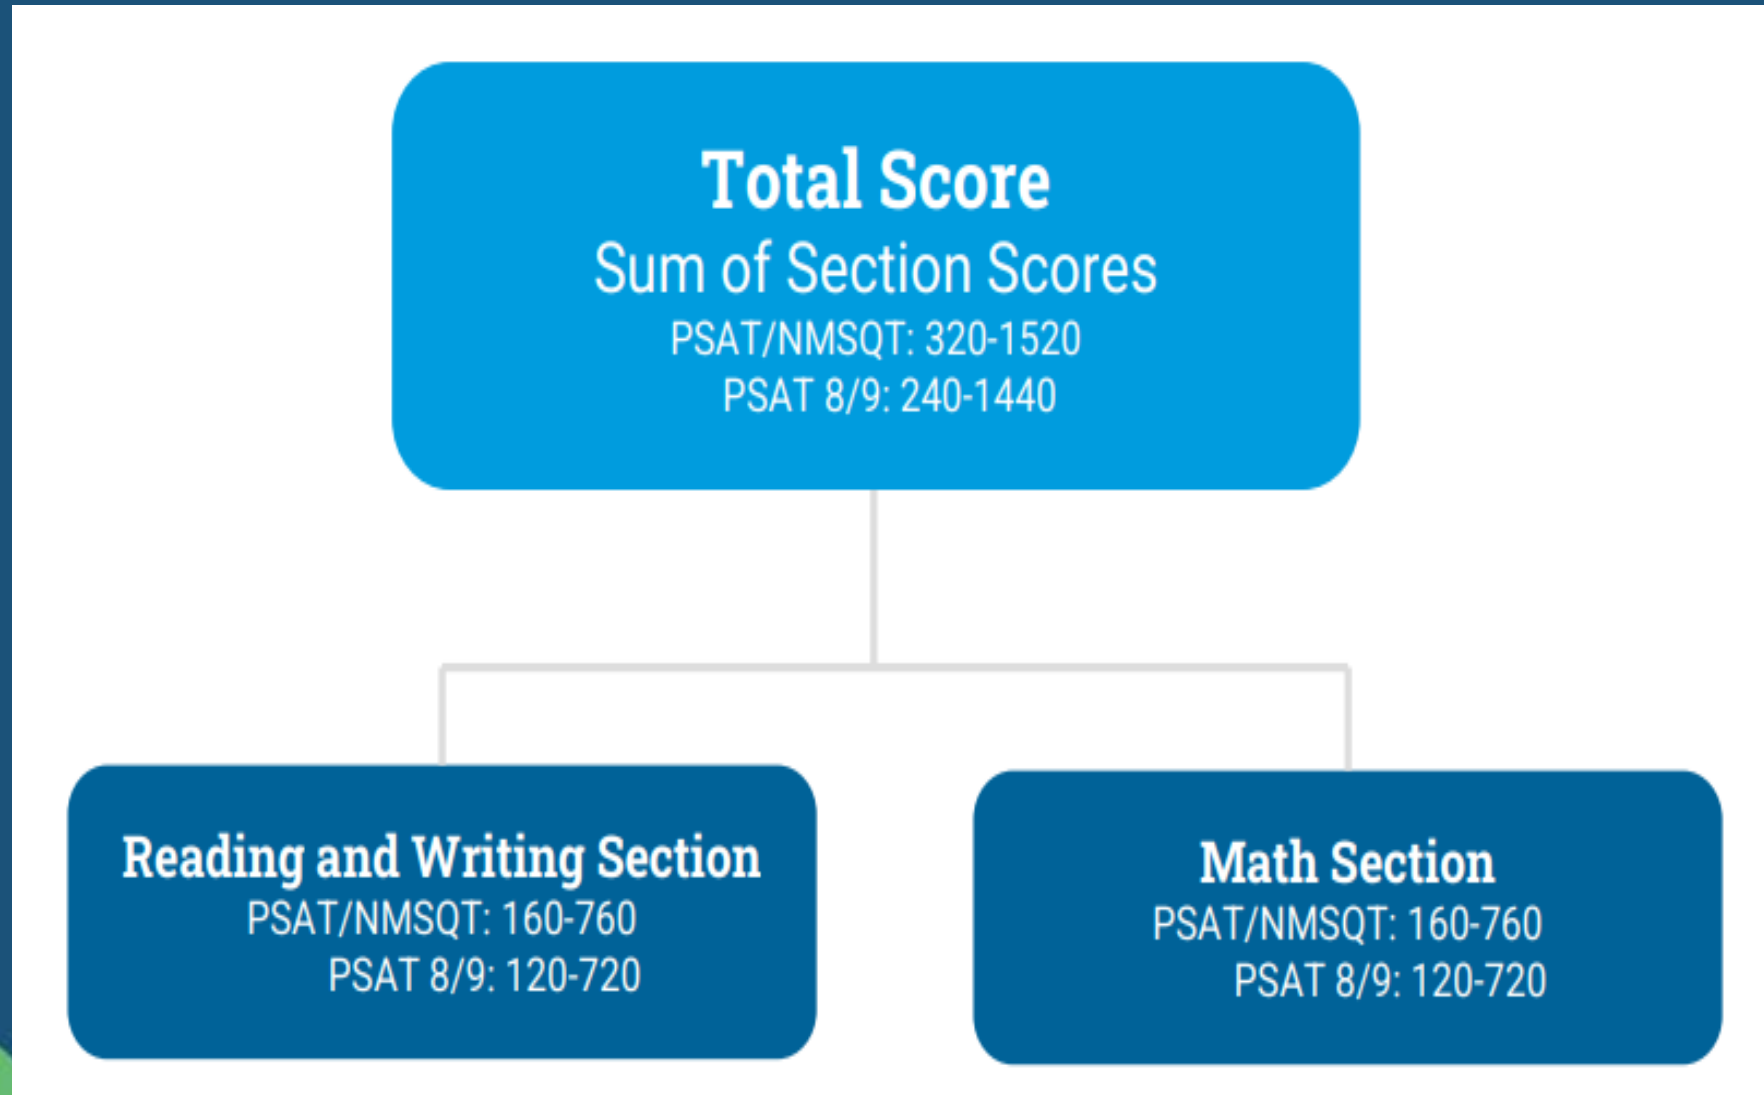 Total Score
Sum of Section Scores
PSAT/NMSQT: 320-1520
PSAT 8/9: 240-1440
Reading and Writing Section
PSAT/NMSQT: 160-760
PSAT 8/9: 120-720
Math Section
PSAT/NMSQT: 160-760
PSAT 8/9: 120-720